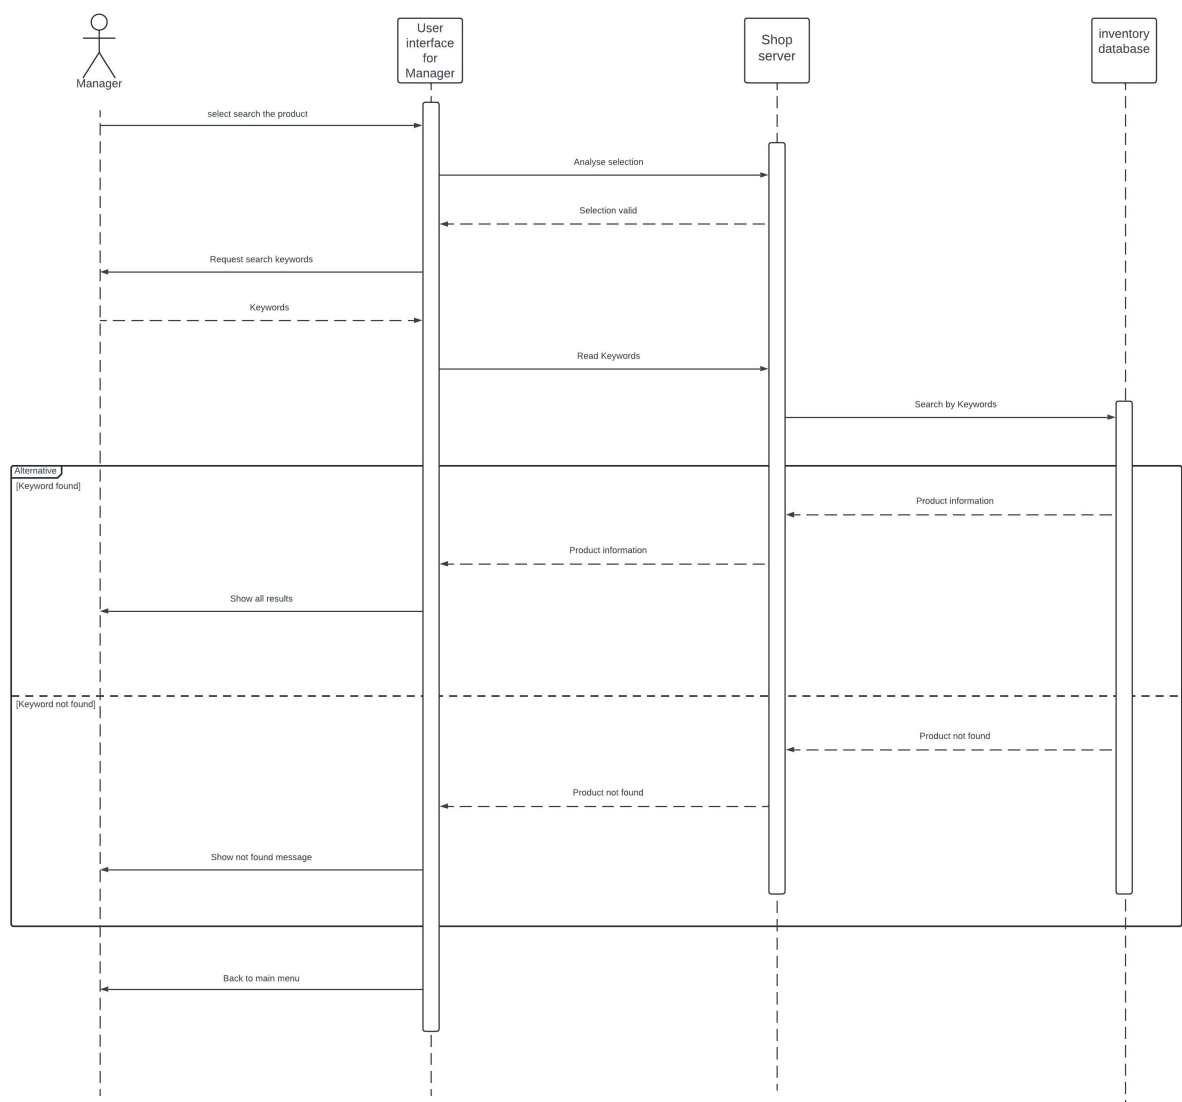 Manager
User
interface
for
Manager
Shop
server
inventory
database
select search the product
Analyse selection
Selection valid
Request search keywords
Keywords
Read Keywords
Search by Keywords
Alternative
[Keyword found]
Product information
Product information
Show all results
[Keyword not found]
Product not found
Product not found
Show not found message
Back to main menu